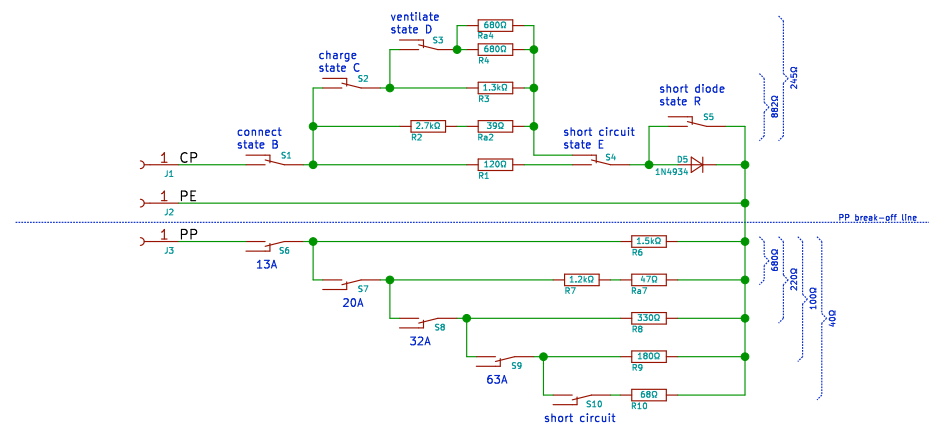 ventilate
state D
S3
680Ω
Ra4
680Ω
R4
245Ω
charge
state C
S2
1.3kΩ
R3
882Ω
short diode
state R
S5
connect
state B
S1
2.7kΩ
R2
39Ω
Ra2
short circuit
state E
S4
1 CP
J1
120Ω
R1
D5
1N4934
1 PE
J2
PP break-off line
1 PP
J3
S6
13A
1.5kΩ
R6
680Ω
220Ω
100Ω
40Ω
S7
20A
1.2kΩ
R7
47Ω
Ra7
S8
32A
330Ω
R8
S9
63A
180Ω
R9
S10
short circuit
68Ω
R10